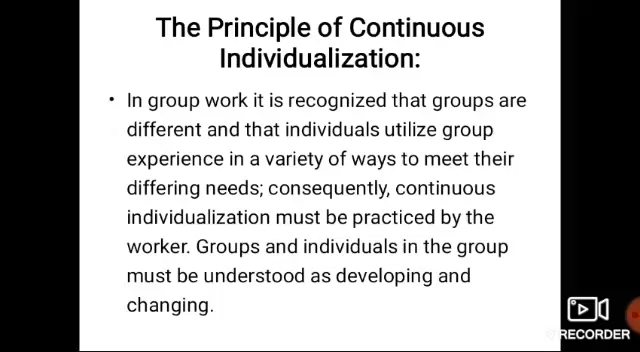 The Principle of Continuous
Individualization:
• In group work it is recognized that groups are
different and that individuals utilize group
experience in a variety of ways to meet their
differing needs; consequently, continuous
individualization must be practiced by the
worker. Groups and individuals in the group
must be understood as developing and
changing.
RECORDER